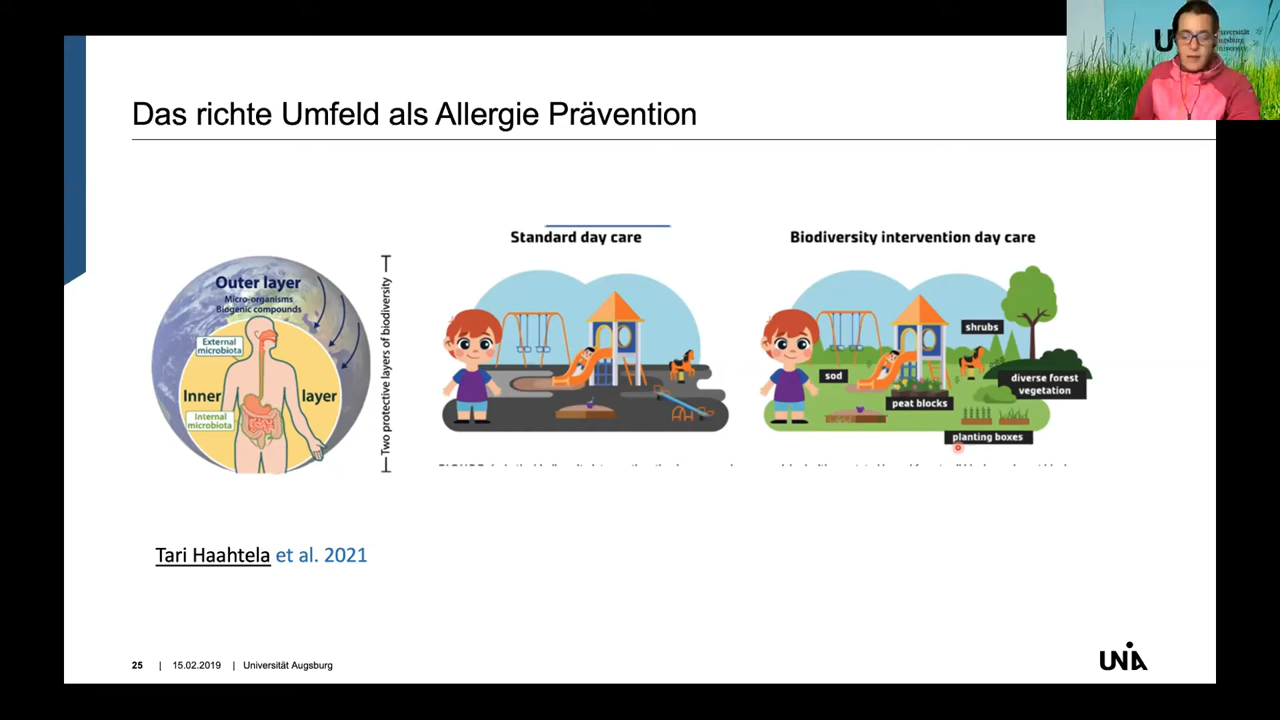 Das richte Umfeld als Allergie Prävention
Outer layer
Micro-organisms
Biogenic compounds
External
microbiota
Inner layer
Internal
microbiota
Two protective layers of biodiversity
Standard day care
Biodiversity intervention day care
shrubs
sod
diverse forest
vegetation
peat blocks
planting boxes
Tari Haahtela et al. 2021
25 | 15.02.2019 | Universität Augsburg
UNIA